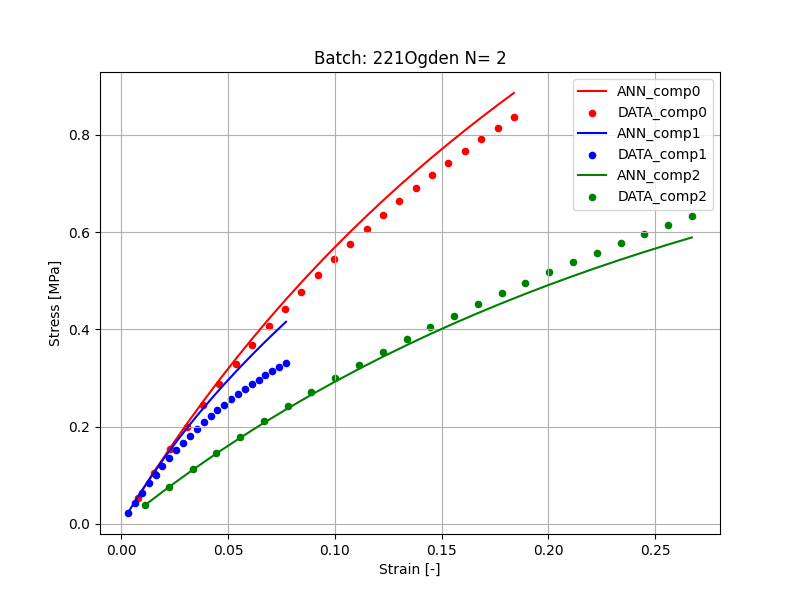 Batch: 221Ogden N= 2
ANN_comp0
DATA_comp0
ANN_comp1
DATA_comp1
ANN_comp2
DATA_comp2
Stress [MPa]
0.8
0.6
0.4
0.2
0.0
0.00 0.05 0.10 0.15 0.20 0.25
Strain [-]